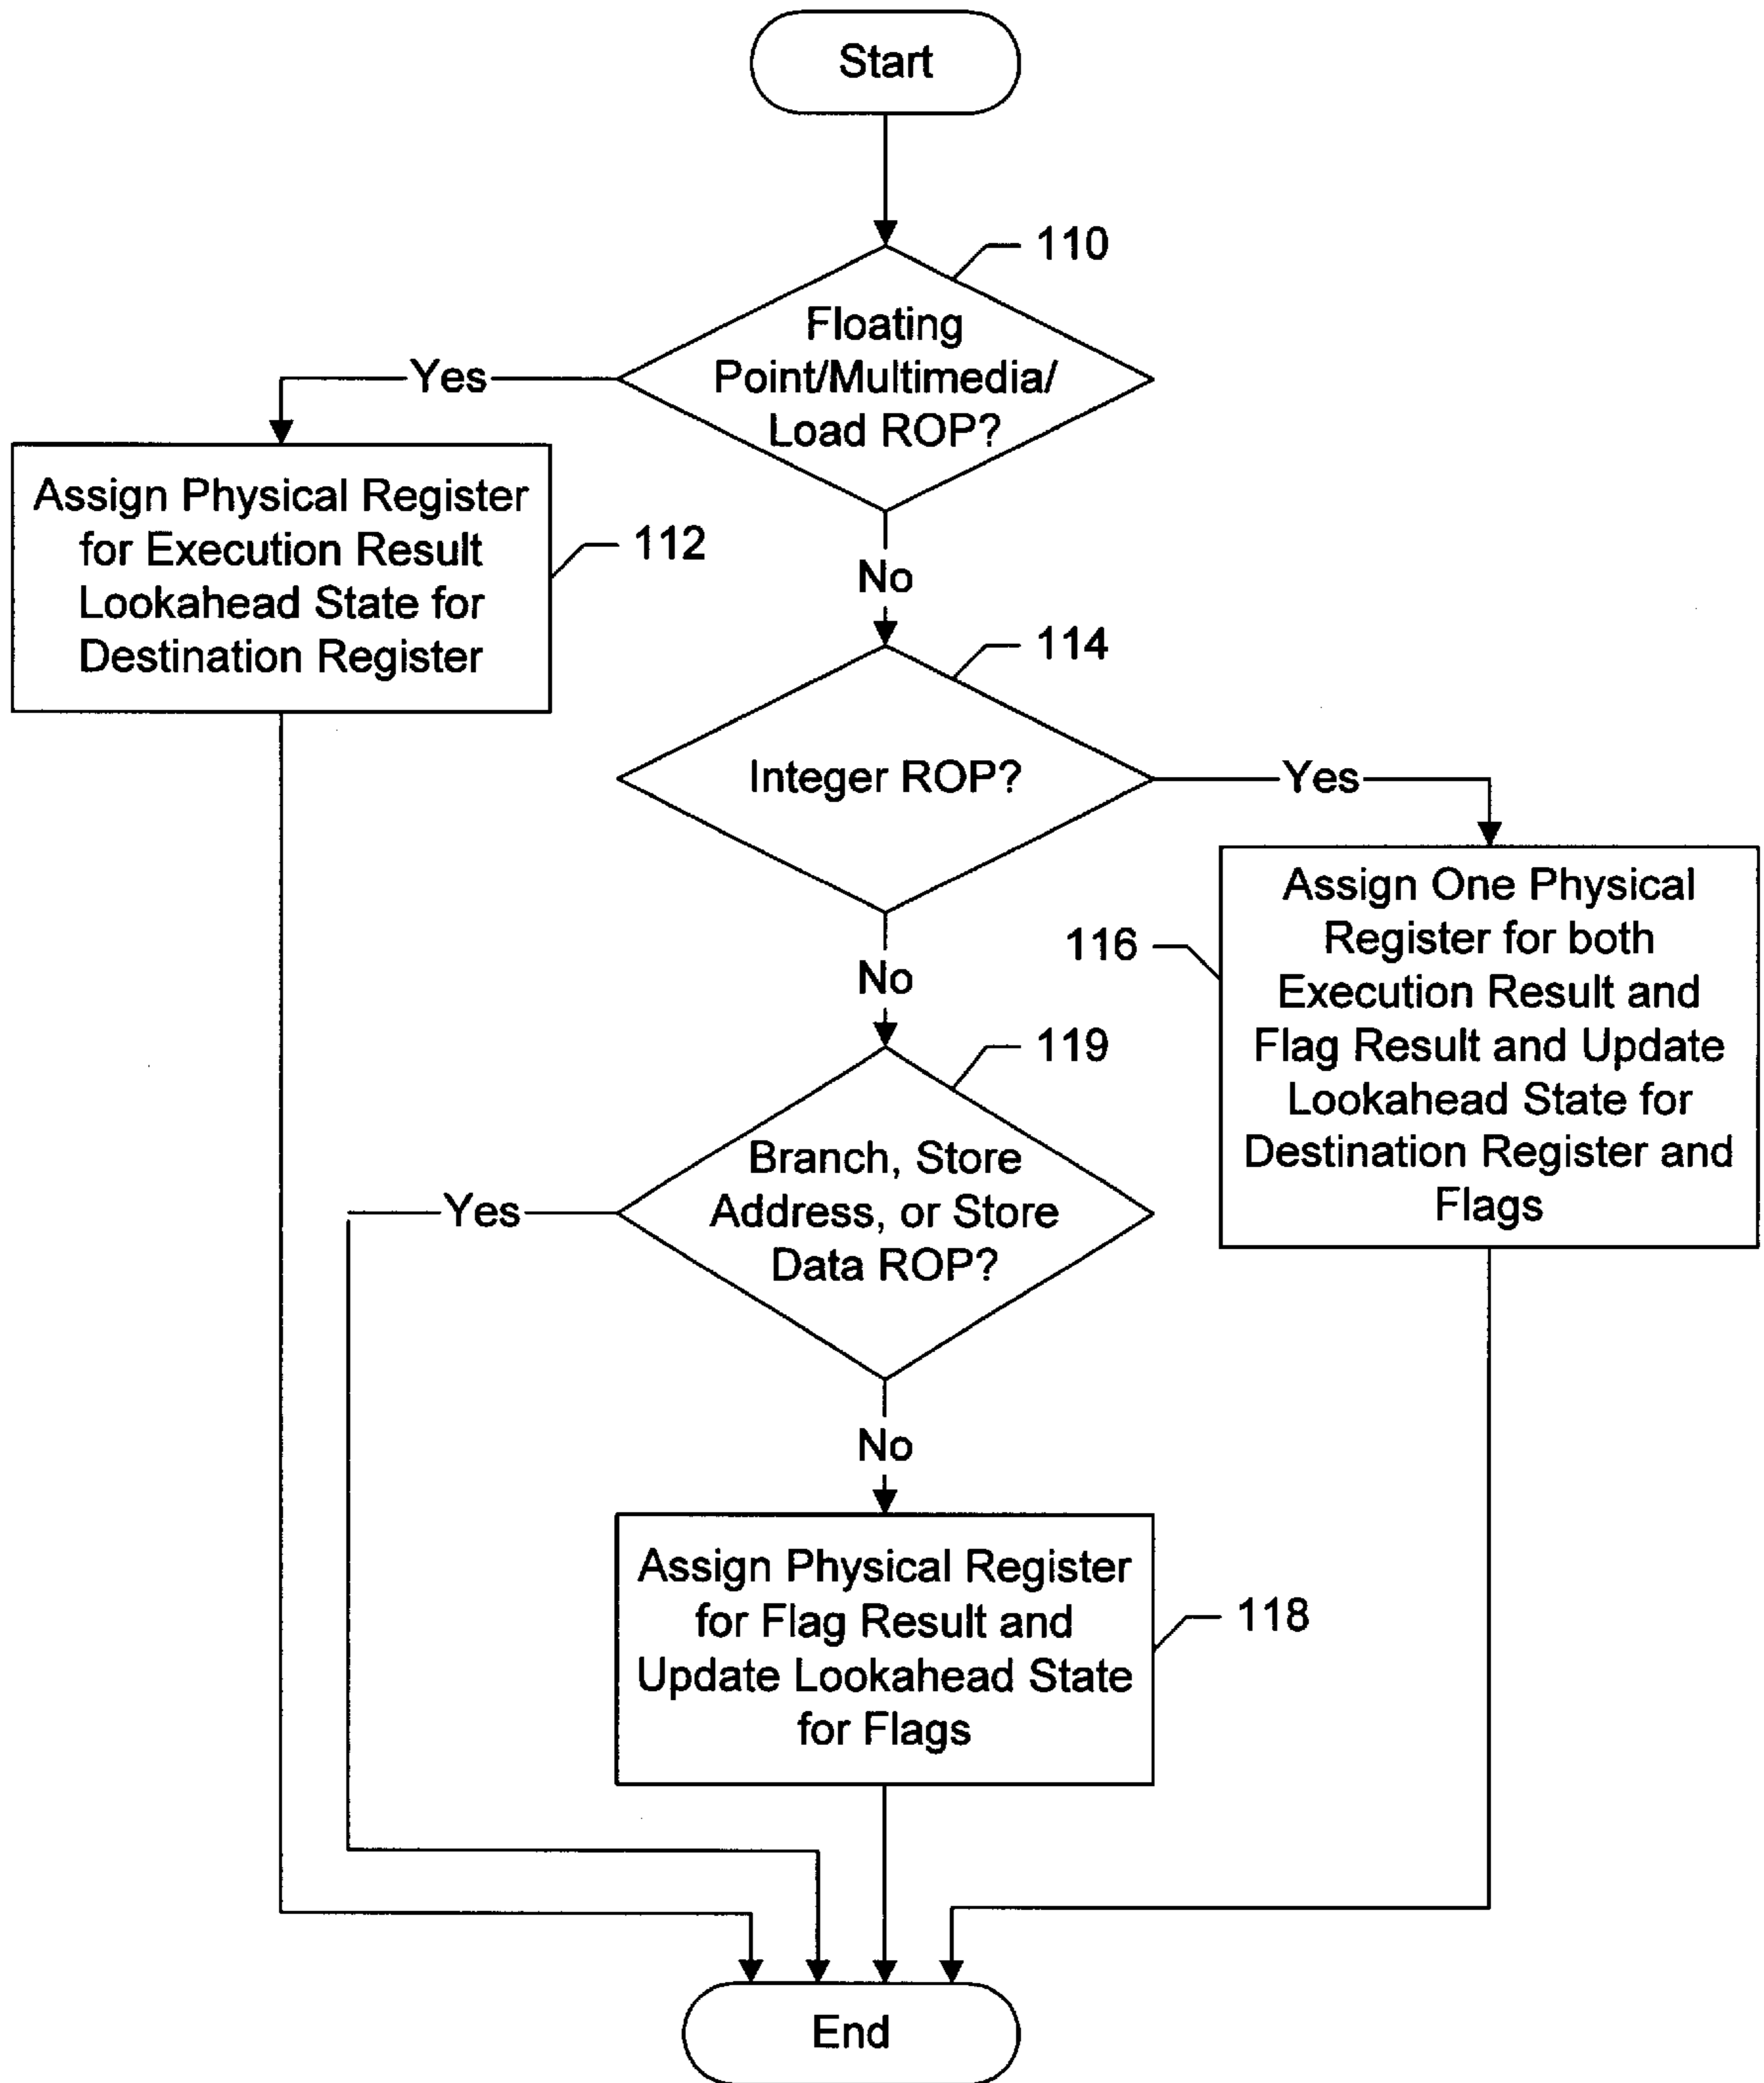 Start
110
Floating
Point/Multimedia/
Load ROP?
Yes
Assign Physical Register
for Execution Result
Lookahead State for
Destination Register
112
No
114
Integer ROP?
Yes
116
Assign One Physical
Register for both
Execution Result and
Flag Result and Update
Lookahead State for
Destination Register and
Flags
No
119
Branch, Store
Address, or Store
Data ROP?
Yes
No
Assign Physical Register
for Flag Result and
Update Lookahead State
for Flags
118
End